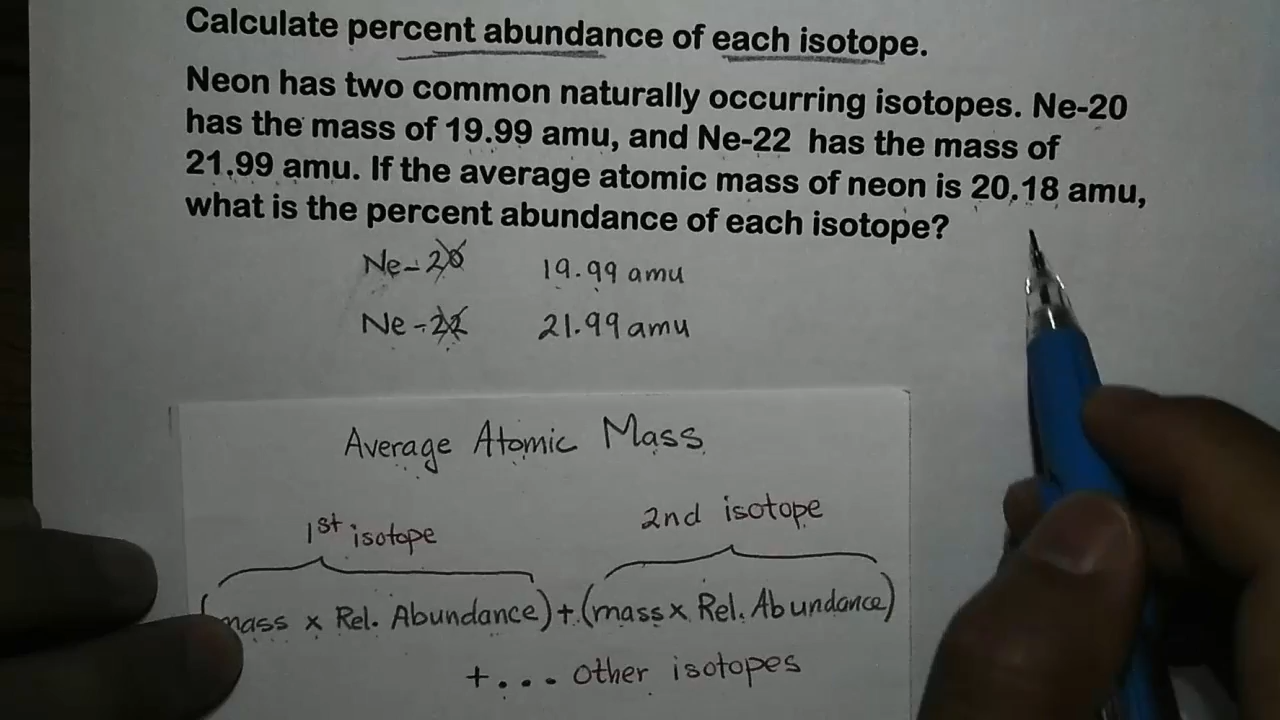 Calculate percent abundance of each isotope.
Neon has two common naturally occurring isotopes. Ne-20
has the mass of 19.99 amu, and Ne-22 has the mass of
21.99 amu. If the average atomic mass of neon is 20.18 amu,
what is the percent abundance of each isotope?
Ne-20 19.99 amu
Ne-22 21.99 amu
Average Atomic Mass
1st isotope 2nd isotope
(mass x Rel. Abundance) + (mass x Rel. Abundance)
+... other isotopes